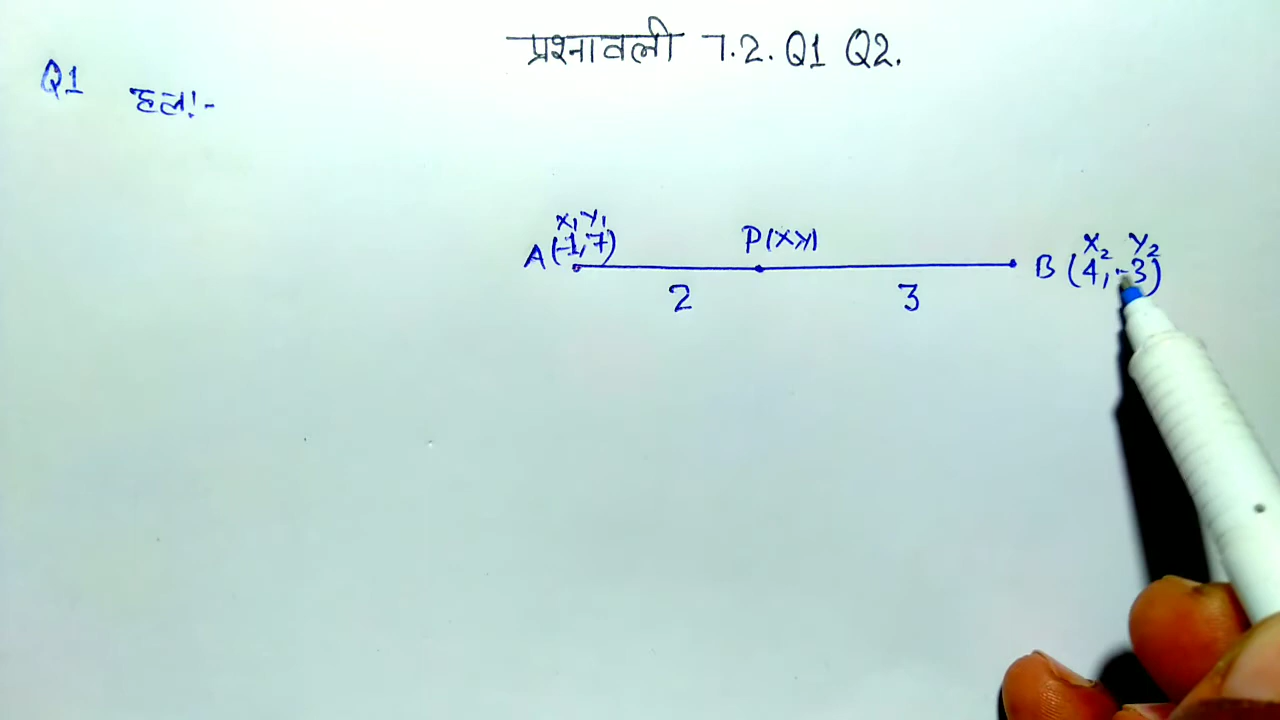 प्रश्नावली 7.2. Q1 Q2.
Q1 हल!-
x₁ y₁
A(-1,7)
P(x y)
x₂ y₂
B (4,-3)
2 3